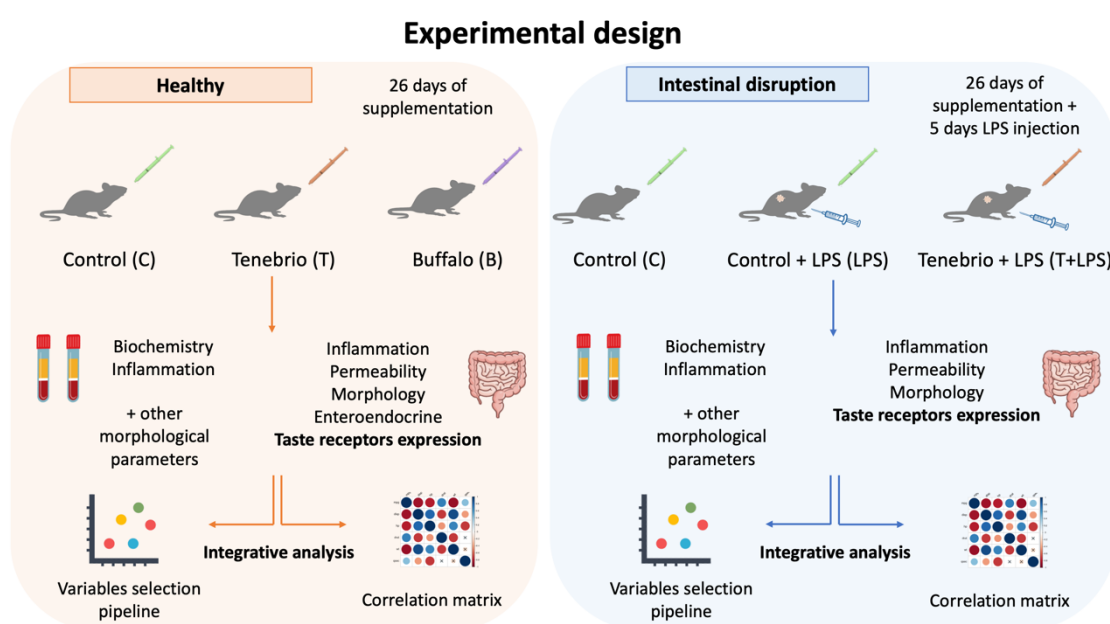 Experimental design
Healthy
26 days of
supplementation
Control (C)
Tenebrio (T)
Buffalo (B)
Biochemistry
Inflammation
+ other
morphological
parameters
Inflammation
Permeability
Morphology
Enteroendocrine
Taste receptors expression
Integrative analysis
Variables selection
pipeline
Correlation matrix
Intestinal disruption
26 days of
supplementation +
5 days LPS injection
Control (C)
Control + LPS (LPS)
Tenebrio + LPS (T+LPS)
Biochemistry
Inflammation
+ other
morphological
parameters
Inflammation
Permeability
Morphology
Taste receptors expression
Integrative analysis
Variables selection
pipeline
Correlation matrix